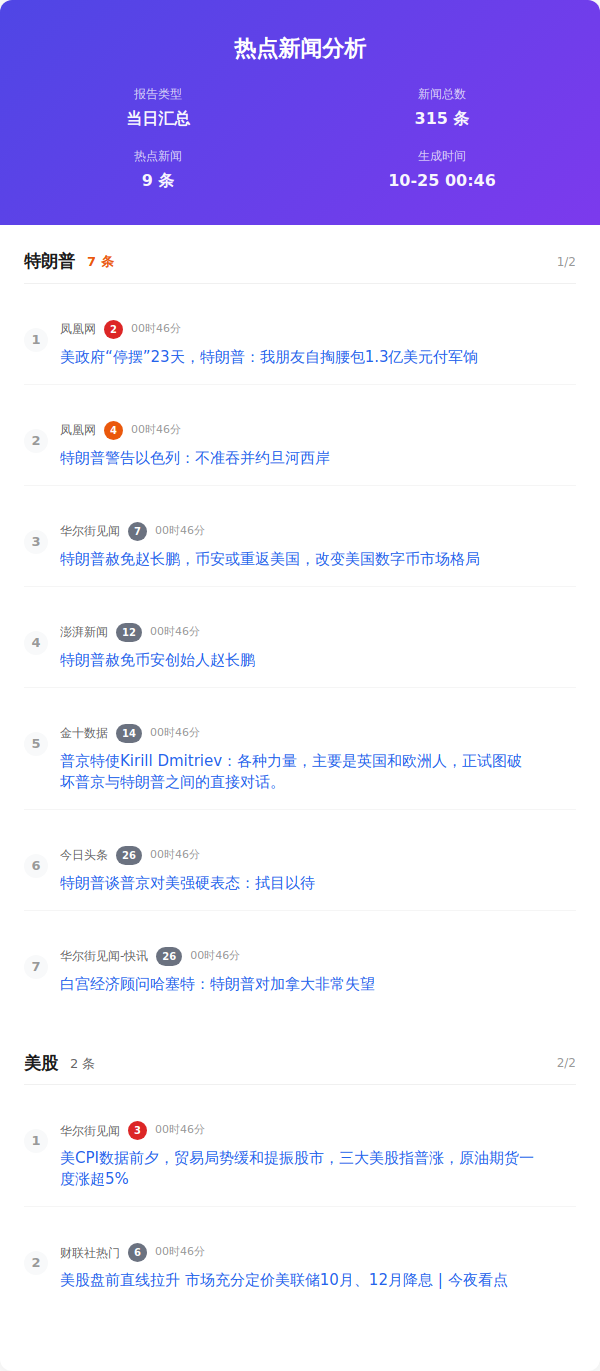 热点新闻分析
报告类型
当日汇总
新闻总数
315 条
热点新闻
9 条
生成时间
10-25 00:46
特朗普 7 条 1/2
1 凤凰网 2 00时46分
美政府“停摆”23天，特朗普：我朋友自掏腰包1.3亿美元付军饷
2 凤凰网 4 00时46分
特朗普警告以色列：不准吞并约旦河西岸
3 华尔街见闻 7 00时46分
特朗普赦免赵长鹏，币安或重返美国，改变美国数字币市场格局
4 澎湃新闻 12 00时46分
特朗普赦免币安创始人赵长鹏
5 金十数据 14 00时46分
普京特使Kirill Dmitriev：各种力量，主要是英国和欧洲人，正试图破
坏普京与特朗普之间的直接对话。
6 今日头条 26 00时46分
特朗普谈普京对美强硬表态：拭目以待
7 华尔街见闻-快讯 26 00时46分
白宫经济顾问哈塞特：特朗普对加拿大非常失望
美股 2 条 2/2
1 华尔街见闻 3 00时46分
美CPI数据前夕，贸易局势缓和提振股市，三大美股指普涨，原油期货一
度涨超5%
2 财联社热门 6 00时46分
美股盘前直线拉升 市场充分定价美联储10月、12月降息 | 今夜看点